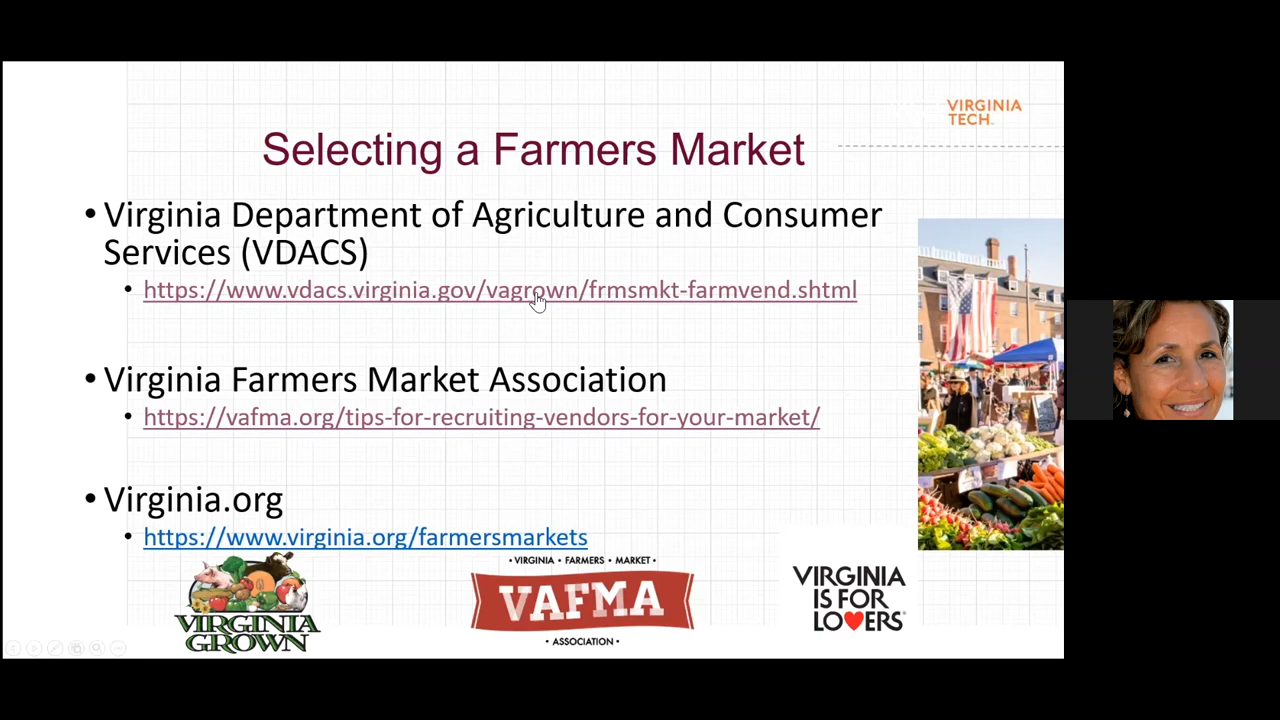 VIRGINIA
TECH
Selecting a Farmers Market
• Virginia Department of Agriculture and Consumer
Services (VDACS)
• https://www.vdacs.virginia.gov/vagrown/frmsmkt-farmvend.shtml
• Virginia Farmers Market Association
• https://vafma.org/tips-for-recruiting-vendors-for-your-market/
• Virginia.org
• https://www.virginia.org/farmersmarkets
VIRGINIA
GROWN
• VIRGINIA • FARMERS • MARKET •
VAFMA
• ASSOCIATION •
VIRGINIA
IS FOR
LOVERS